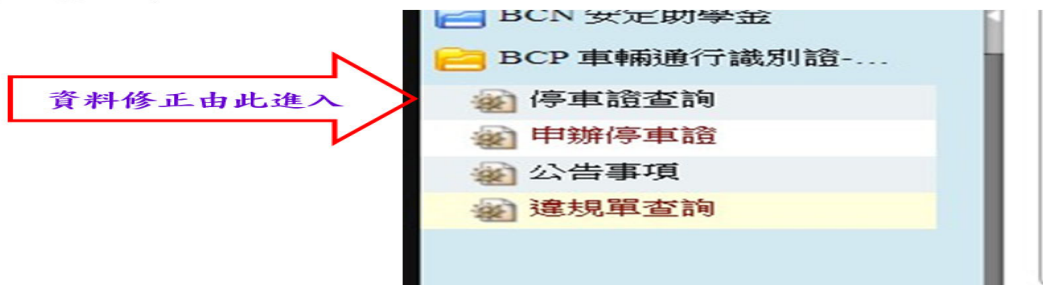 BCN 安定助學金
BCP 車輛通行識別證-...
資料修正由此進入
停車證查詢
申辦停車證
公告事項
違規單查詢